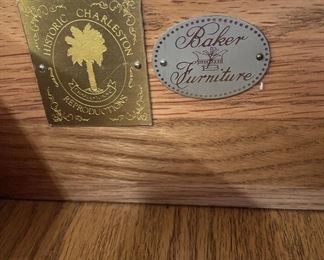 HISTORIC CHARLESTON
REPRODUCTIONS
Baker
Furniture